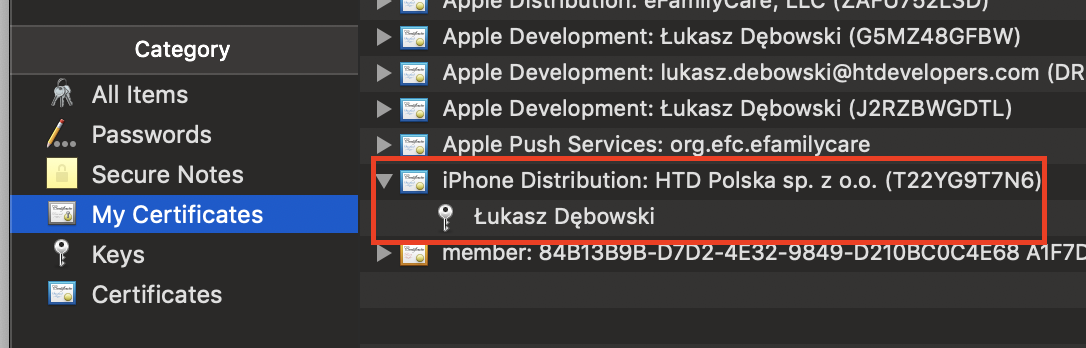 Category
All Items
Passwords
Secure Notes
My Certificates
Keys
Certificates
Apple Distribution: eFamilyCare, LLC (ZAFU752LSD)
Apple Development: Łukasz Dębowski (G5MZ48GFBW)
Apple Development: lukasz.debowski@htdevelopers.com (DR
Apple Development: Łukasz Dębowski (J2RZBWGDTL)
Apple Push Services: org.efc.efamilycare
iPhone Distribution: HTD Polska sp. z o.o. (T22YG9T7N6)
Łukasz Dębowski
member: 84B13B9B-D7D2-4E32-9849-D210BC0C4E68 A1F7D